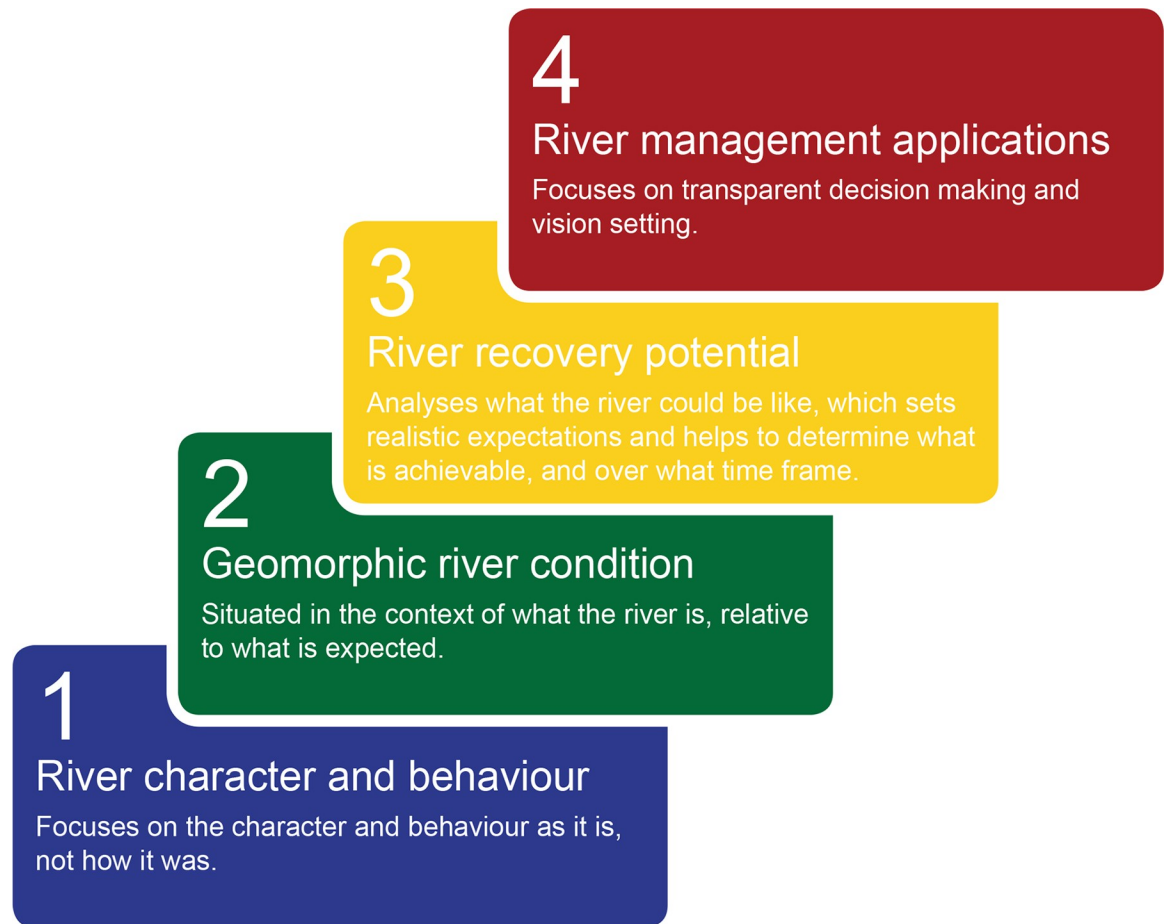 4
River management applications
Focuses on transparent decision making and
vision setting.
3
River recovery potential
Analyses what the river could be like, which sets
realistic expectations and helps to determine what
is achievable, and over what time frame.
2
Geomorphic river condition
Situated in the context of what the river is, relative
to what is expected.
1
River character and behaviour
Focuses on the character and behaviour as it is,
not how it was.